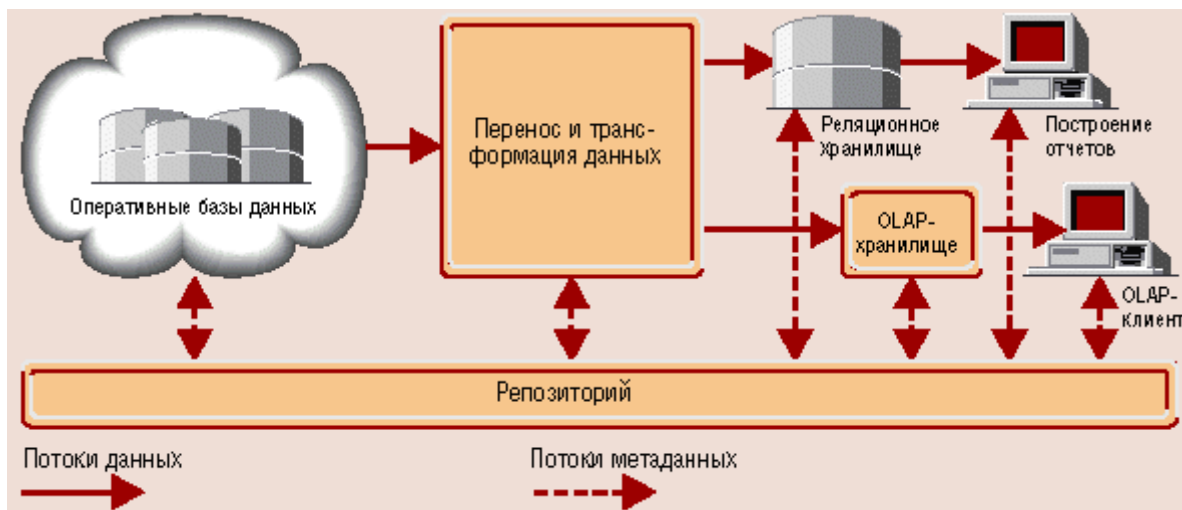 Оперативные базы данных
Перенос и транс-
формация данных
Реляционное
хранилище
Построение
отчетов
OLAP-
хранилище
OLAP-
клиент
Репозиторий
Потоки данных
Потоки метаданных